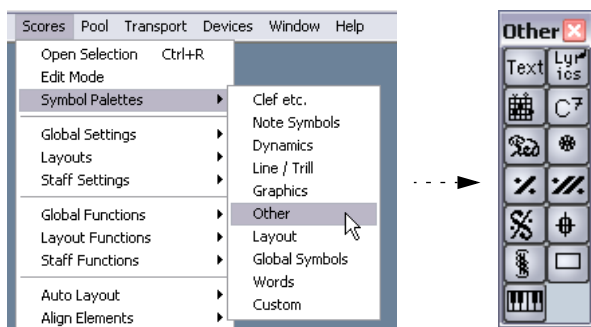 Scores Pool Transport Devices Window Help
Open Selection Ctrl+R
Edit Mode
Symbol Palettes
Global Settings
Layouts
Staff Settings
Global Functions
Layout Functions
Staff Functions
Auto Layout
Align Elements
Clef etc.
Note Symbols
Dynamics
Line / Trill
Graphics
Other
Layout
Global Symbols
Words
Custom
Other
Text Lyr
ics
C7
Ped